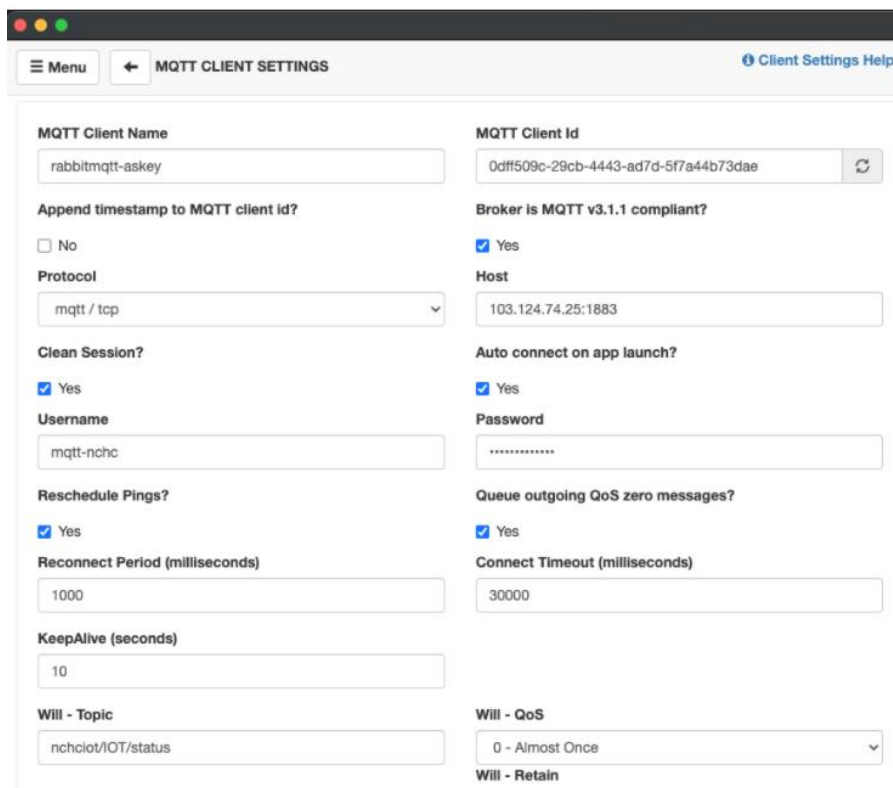 Menu
MQTT CLIENT SETTINGS
Client Settings Help
MQTT Client Name
MQTT Client Id
rabbitmqtt-askey
0dff509c-29cb-4443-ad7d-5f7a44b73dae
Append timestamp to MQTT client id?
Broker is MQTT v3.1.1 compliant?
No
Yes
Protocol
Host
mqtt / tcp
103.124.74.25:1883
Clean Session?
Auto connect on app launch?
Yes
Yes
Username
Password
mqtt-nchc
•••••••••••••
Reschedule Pings?
Queue outgoing QoS zero messages?
Yes
Yes
Reconnect Period (milliseconds)
Connect Timeout (milliseconds)
1000
30000
KeepAlive (seconds)
10
Will - Topic
Will - QoS
nchciot/IOT/status
0 - Almost Once
Will - Retain